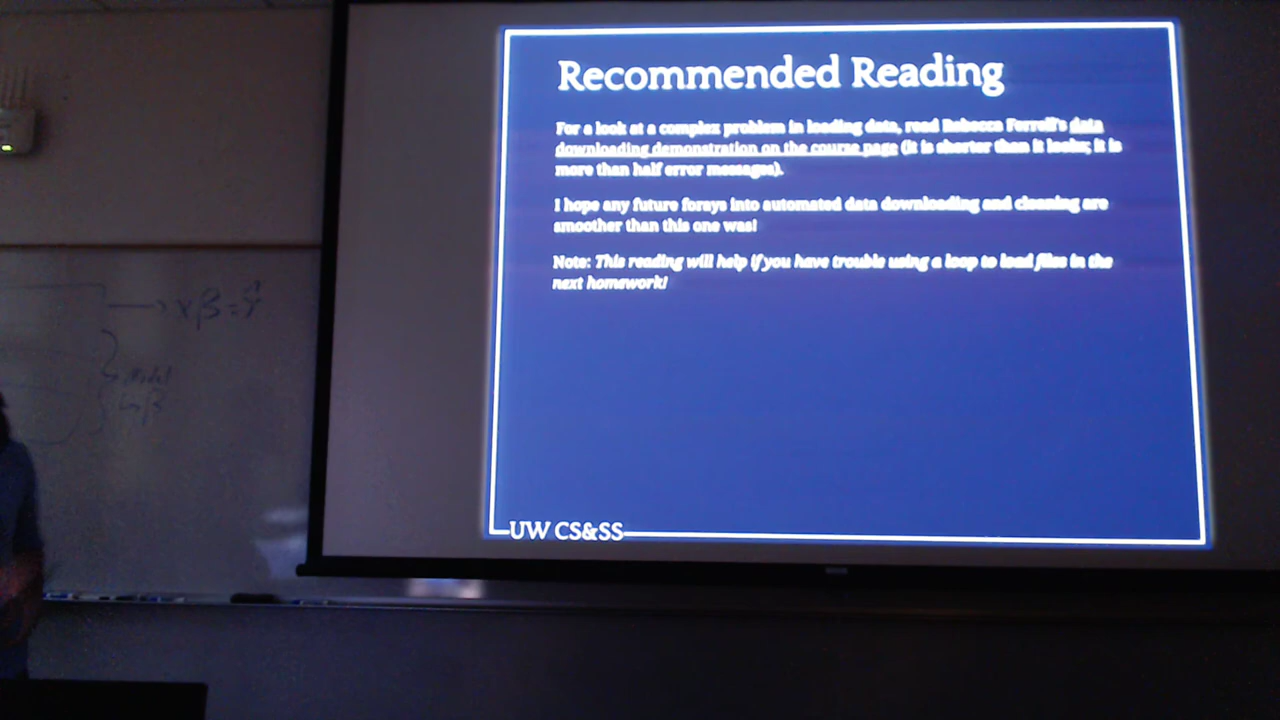 Recommended Reading
For a look at a complex problem in loading data, read Rebecca Ferrell's data
downloading demonstration on the course page (it is shorter than it looks; it is
more than half error messages).
I hope any future forays into automated data downloading and cleaning are
smoother than this one was!
Note: This reading will help if you have trouble using a loop to load files in the
next homework!
UW CS&SS
Model